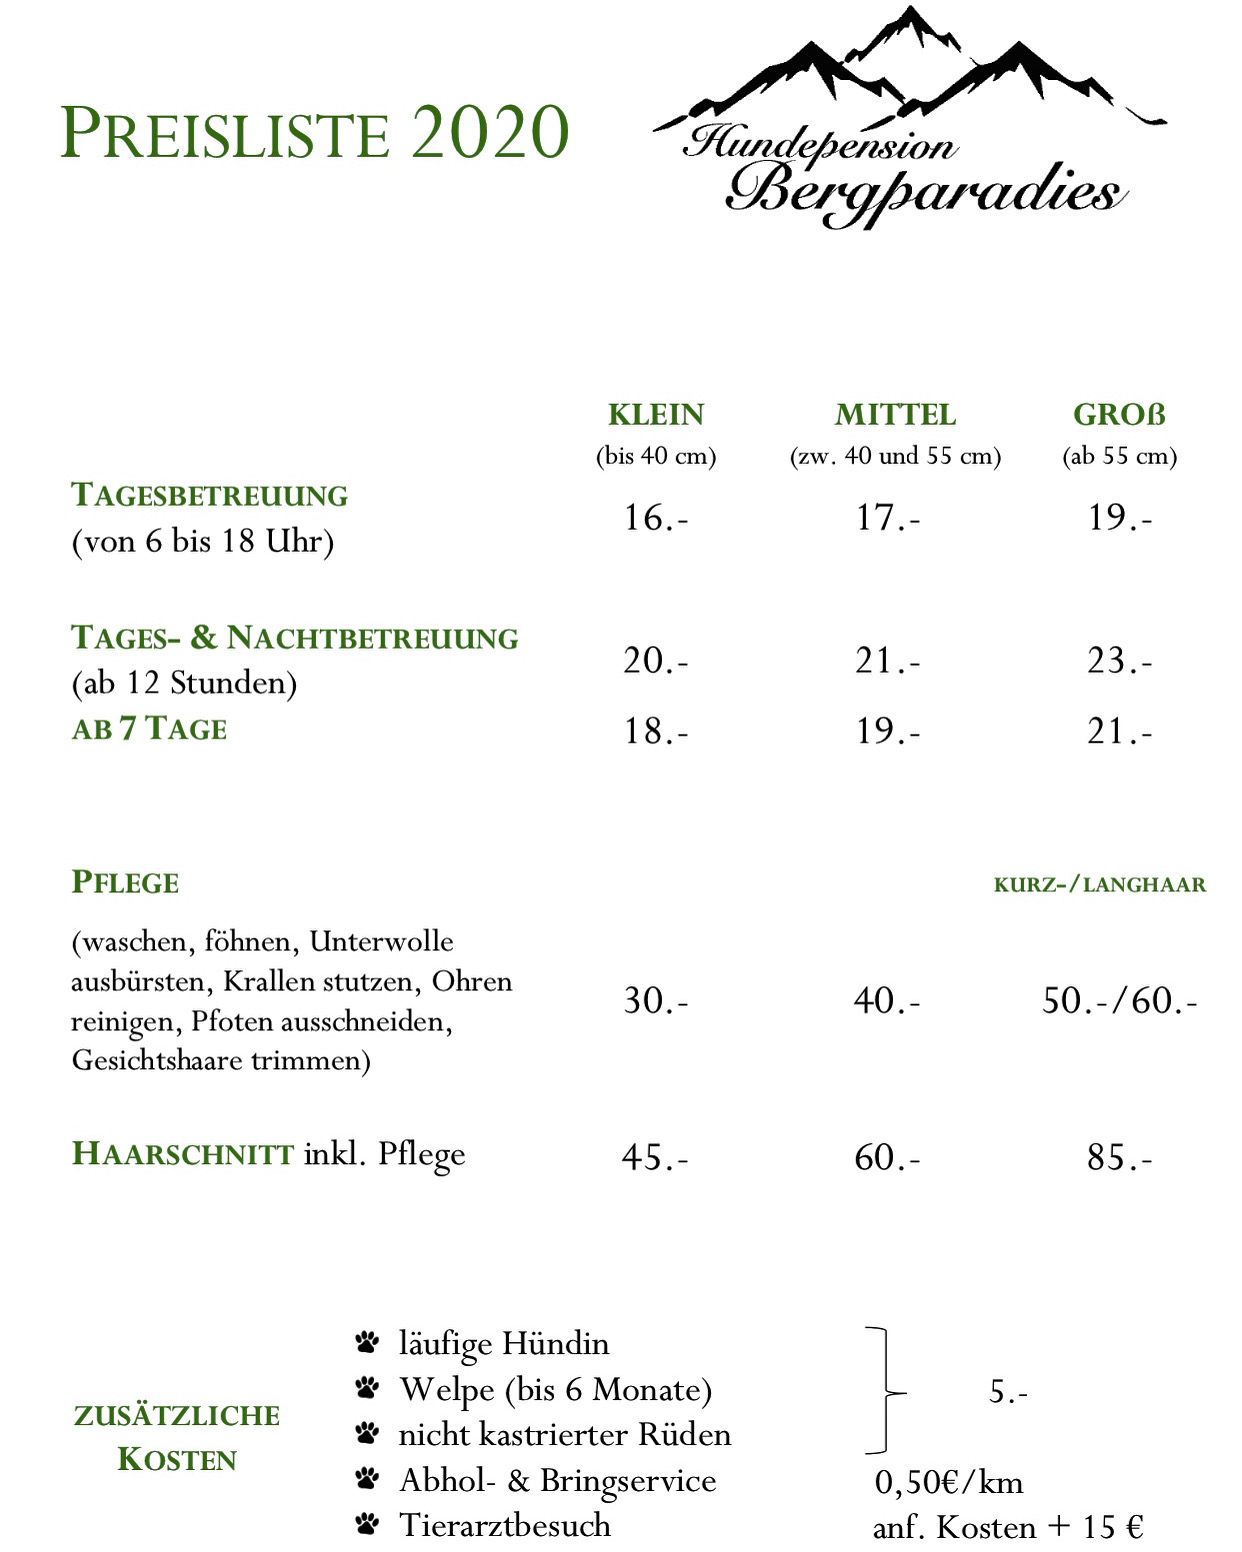 PREISLISTE 2020
Hundepension
Bergparadies
KLEIN MITTEL GROß
(bis 40 cm) (zw. 40 und 55 cm) (ab 55 cm)
TAGESBETREUUNG
(von 6 bis 18 Uhr) 16.- 17.- 19.-
TAGES- & NACHTBETREUUNG
(ab 12 Stunden) 20.- 21.- 23.-
AB 7 TAGE 18.- 19.- 21.-
PFLEGE KURZ-/LANGHAAR
(waschen, föhnen, Unterwolle
ausbürsten, Krallen stutzen, Ohren
reinigen, Pfoten ausschneiden,
Gesichtshaare trimmen)
30.- 40.- 50.-/60.-
HAARSCHNITT inkl. Pflege 45.- 60.- 85.-
ZUSÄTZLICHE
KOSTEN
läufige Hündin
Welpe (bis 6 Monate) 5.-
nicht kastrierter Rüden
Abhol- & Bringservice 0,50€/km
Tierarztbesuch anf. Kosten + 15 €